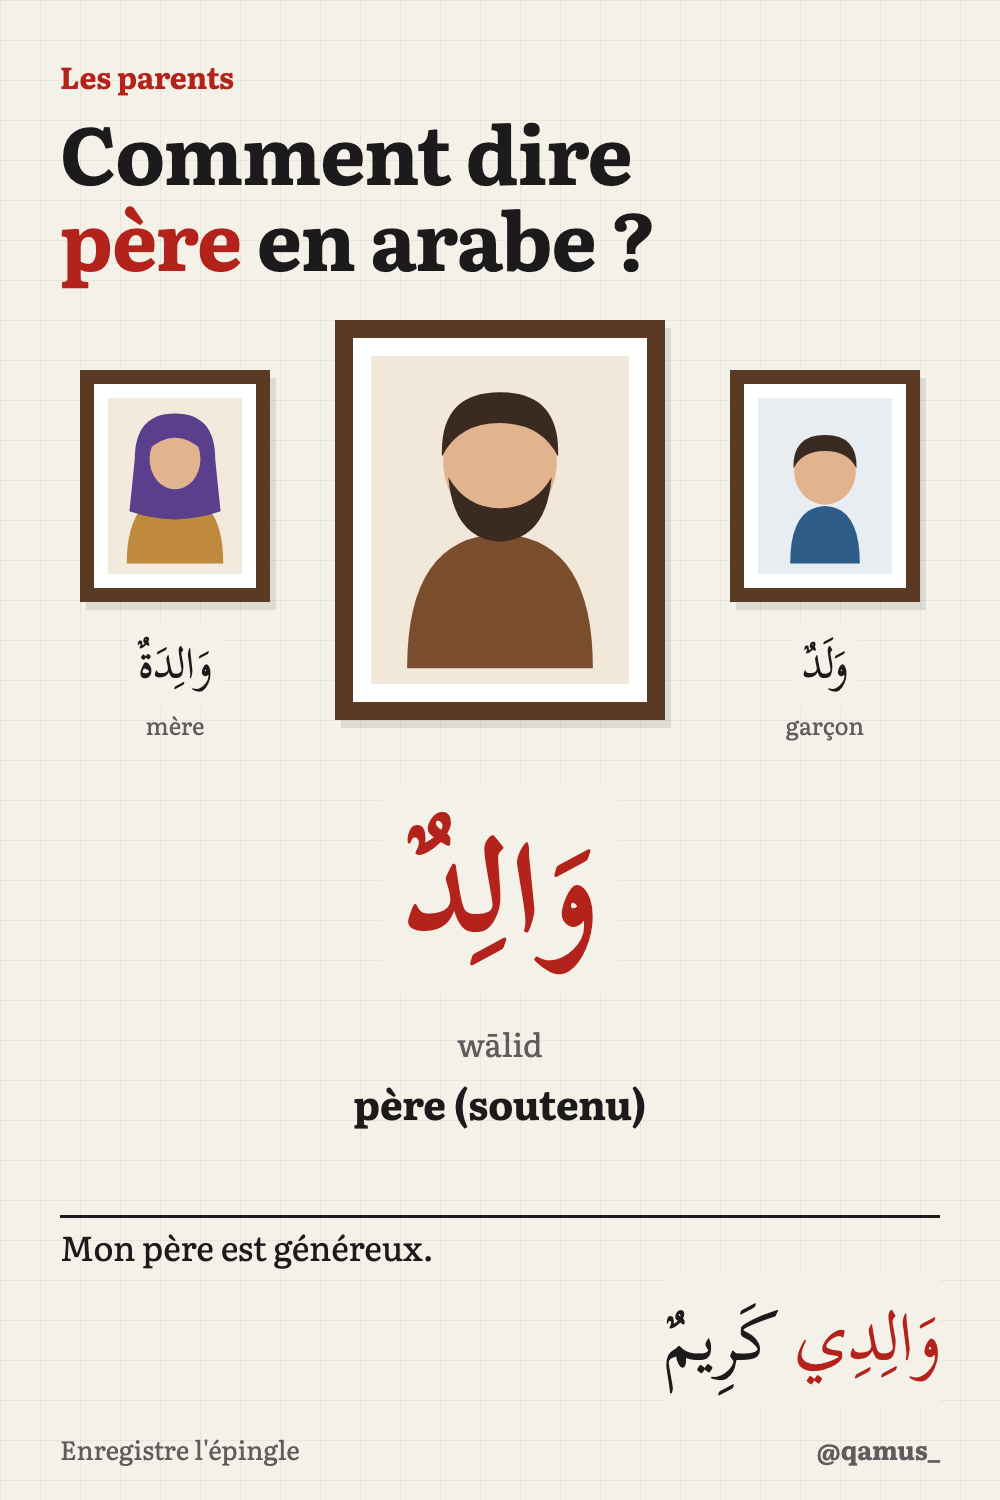 Les parents
Comment dire
père en arabe ?
وَالِدَةٌ
mère
وَلَدٌ
garçon
وَالِدٌ
wālid
père (soutenu)
Mon père est généreux.
وَالِدِي كَرِيمٌ
Enregistre l'épingle
@qamus_